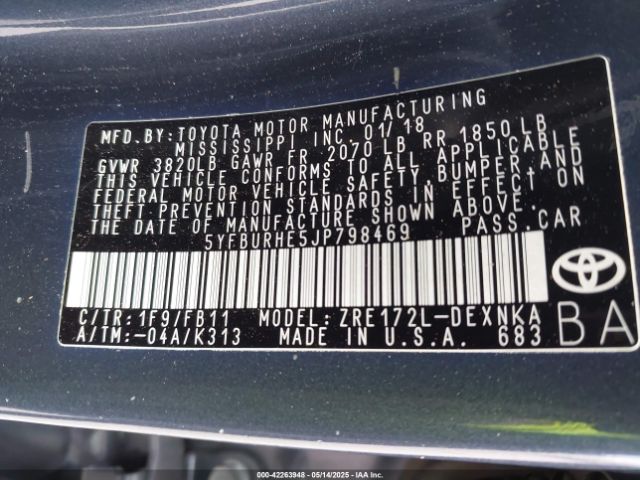 MFD. BY: TOYOTA MOTOR MANUFACTURING
MISSISSIPPI INC 01/18
GVWR 3820LB GAWR FR 2070 LB RR 1850 LB
THIS VEHICLE CONFORMS TO ALL APPLICABLE
FEDERAL MOTOR VEHICLE SAFETY, BUMPER, AND
THEFT PREVENTION STANDARDS IN EFFECT ON
THE DATE OF MANUFACTURE SHOWN ABOVE.
5YFBURHE5JP798469 PASS. CAR
C/TR: 1F9/FB11 MODEL: ZRE172L-DEXNKA
A/TM: -04A/K313 MADE IN U.S.A. 683
BA
000-42263948 | 05/14/2025 | IAA Inc.